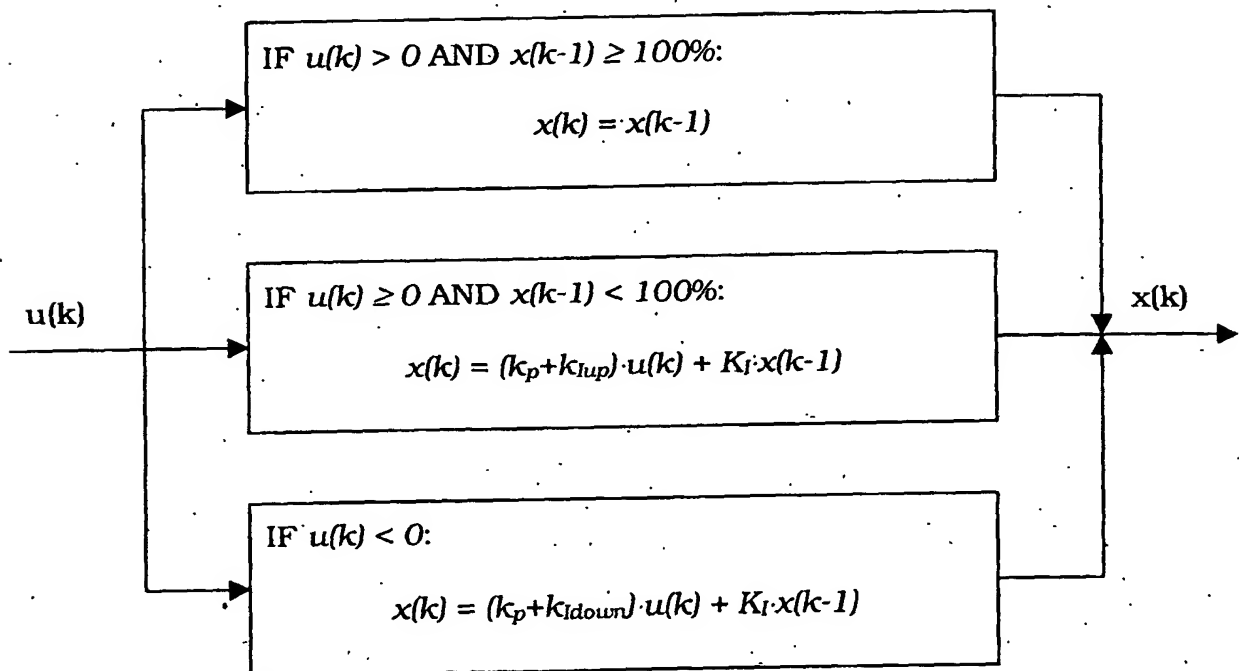 IF u(k) > 0 AND x(k-1) ≥ 100%:
x(k) = x(k-1)
IF u(k) ≥ 0 AND x(k-1) < 100%:
u(k)
x(k)
x(k) = (kp+kIup)·u(k) + KI·x(k-1)
IF u(k) < 0:
x(k) = (kp+kIdown)·u(k) + KI·x(k-1)